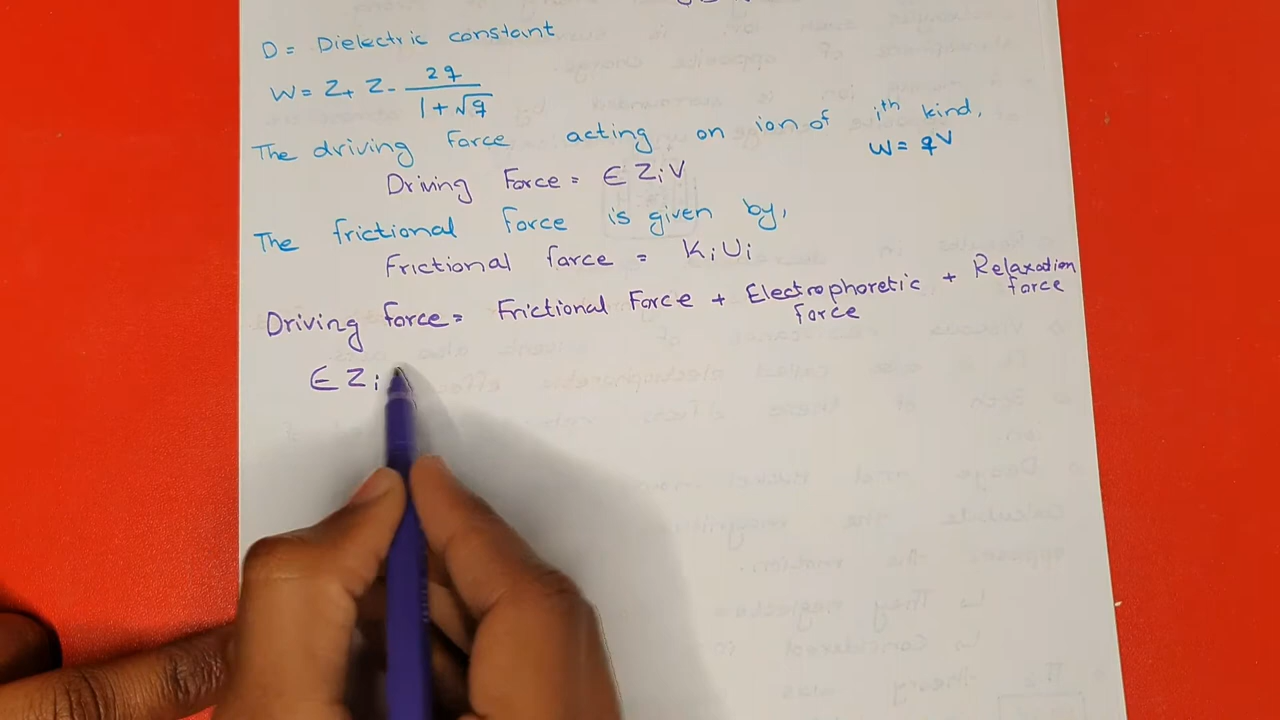 D = Dielectric constant
W = Z+ Z- 2q / 1 + √q
The driving force acting on ion of ith kind,
W = qV
Driving Force = ∈ Zi V
The frictional force is given by,
Frictional force = Ki Ui
Driving force = Frictional Force + Electrophoretic force + Relaxation force
∈ Zi